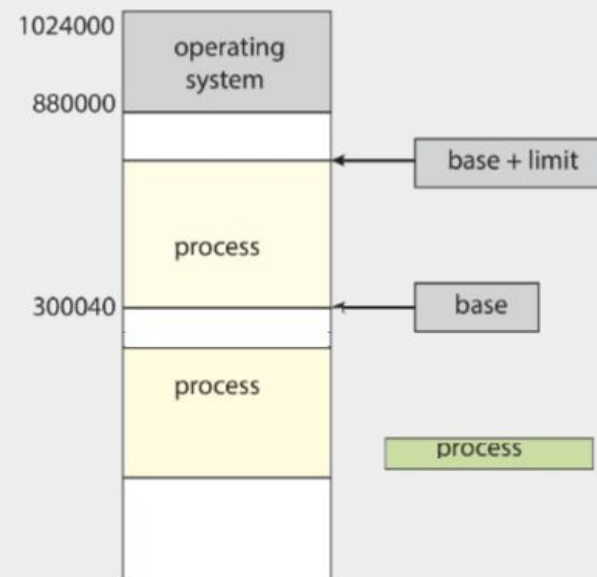 1024000
operating
system
880000
base + limit
process
300040
base
process
process